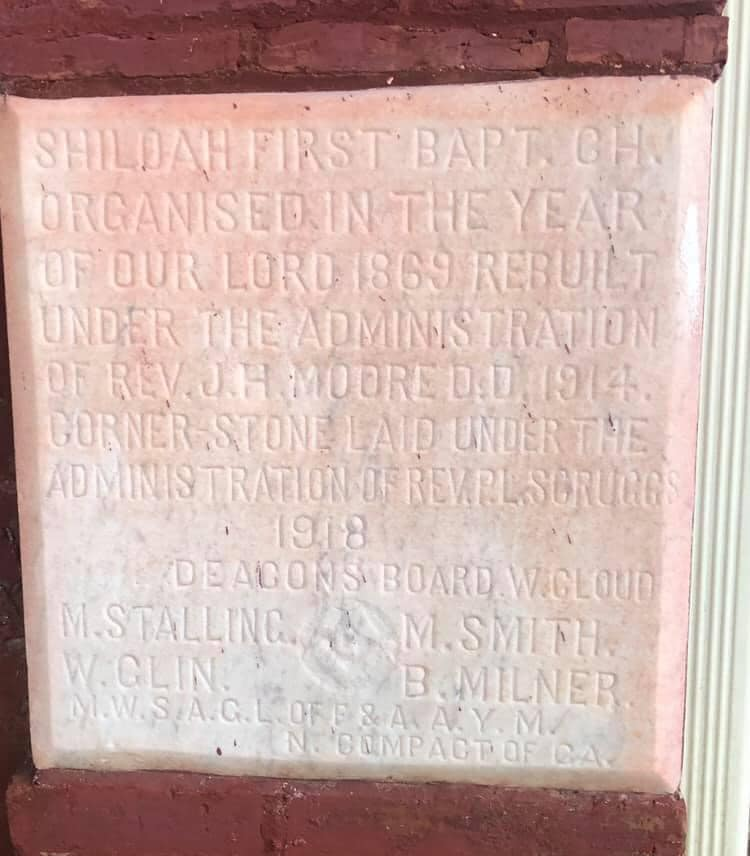 SHILOAH FIRST BAPT. CH.
ORGANISED IN THE YEAR
OF OUR LORD 1869 REBUILT
UNDER THE ADMINISTRATION
OF REV. J.H. MOORE D.D. 1914.
CORNER-STONE LAID UNDER THE
ADMINISTRATION OF REV. P.L. SCRUGGS
1918
DEACONS BOARD. W. CLOUD
M. STALLING. M. SMITH.
W. GLIN. B. MILNER.
M.W.S.A.G.L. OF F & A. A. Y. M.
N. COMPACT OF GA.